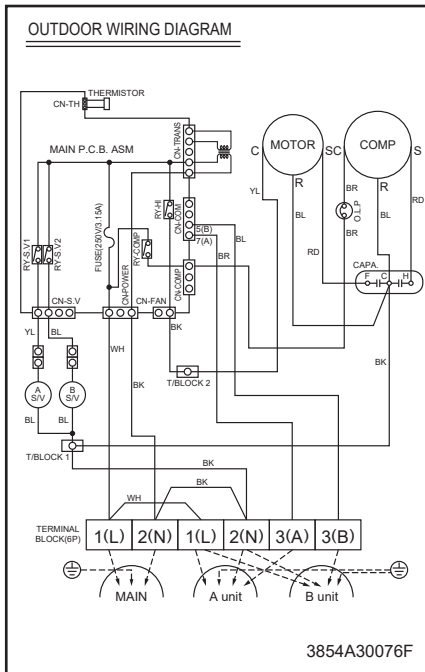 OUTDOOR WIRING DIAGRAM
THERMISTOR
CN-TH
MAIN P.C.B. ASM
CN-TRANS
C
MOTOR
SC
COMP
S
R
R
YL
BL
RD
BR
O.L.P
BR
BL
RD
RY-S.V1
RY-S.V2
FUSE(250V/3.15A)
RY-HI
CN-COM
5(B)
7(A)
RY-COMP
CN-COMP
BL
BR
CAPA.
F
C
H
CN-POWER
CN-S.V
CN-FAN
YL
BL
WH
BK
BK
BK
T/BLOCK 2
A
S/V
B
S/V
BL
BL
T/BLOCK 1
BK
BK
WH
TERMINAL
BLOCK(6P)
1(L)
2(N)
1(L)
2(N)
3(A)
3(B)
MAIN
A unit
B unit
3854A30076F